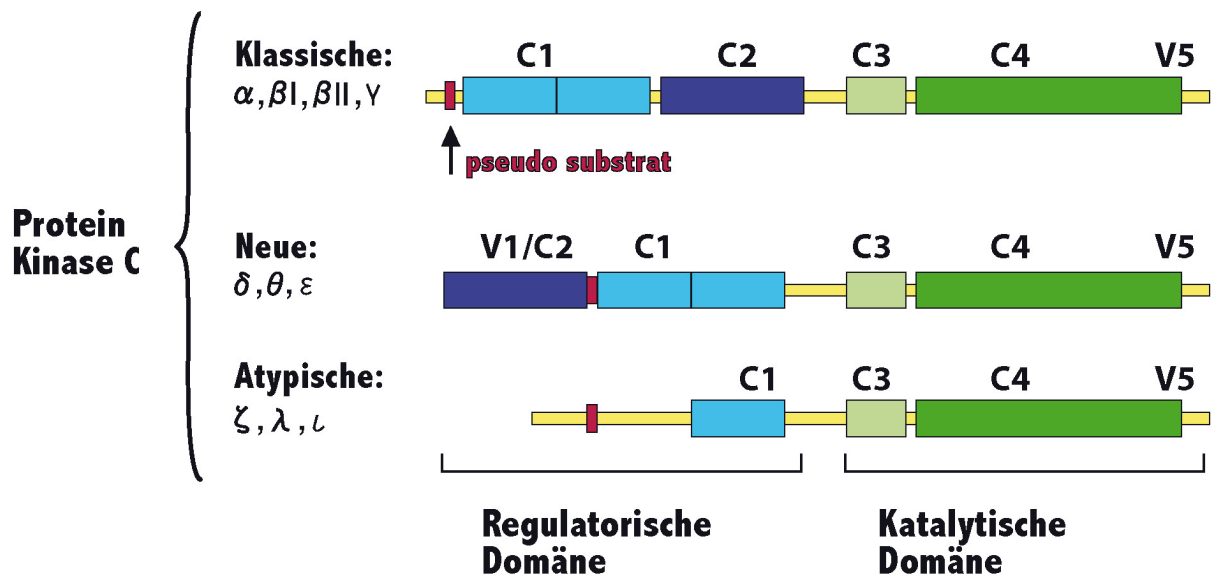 Klassische:
α,βI,βII,γ
C1 C2 C3 C4 V5
pseudo substrat
Protein
Kinase C
Neue:
δ,θ,ε
V1/C2 C1 C3 C4 V5
Atypische:
ζ,λ,ι
C1 C3 C4 V5
Regulatorische
Domäne
Katalytische
Domäne